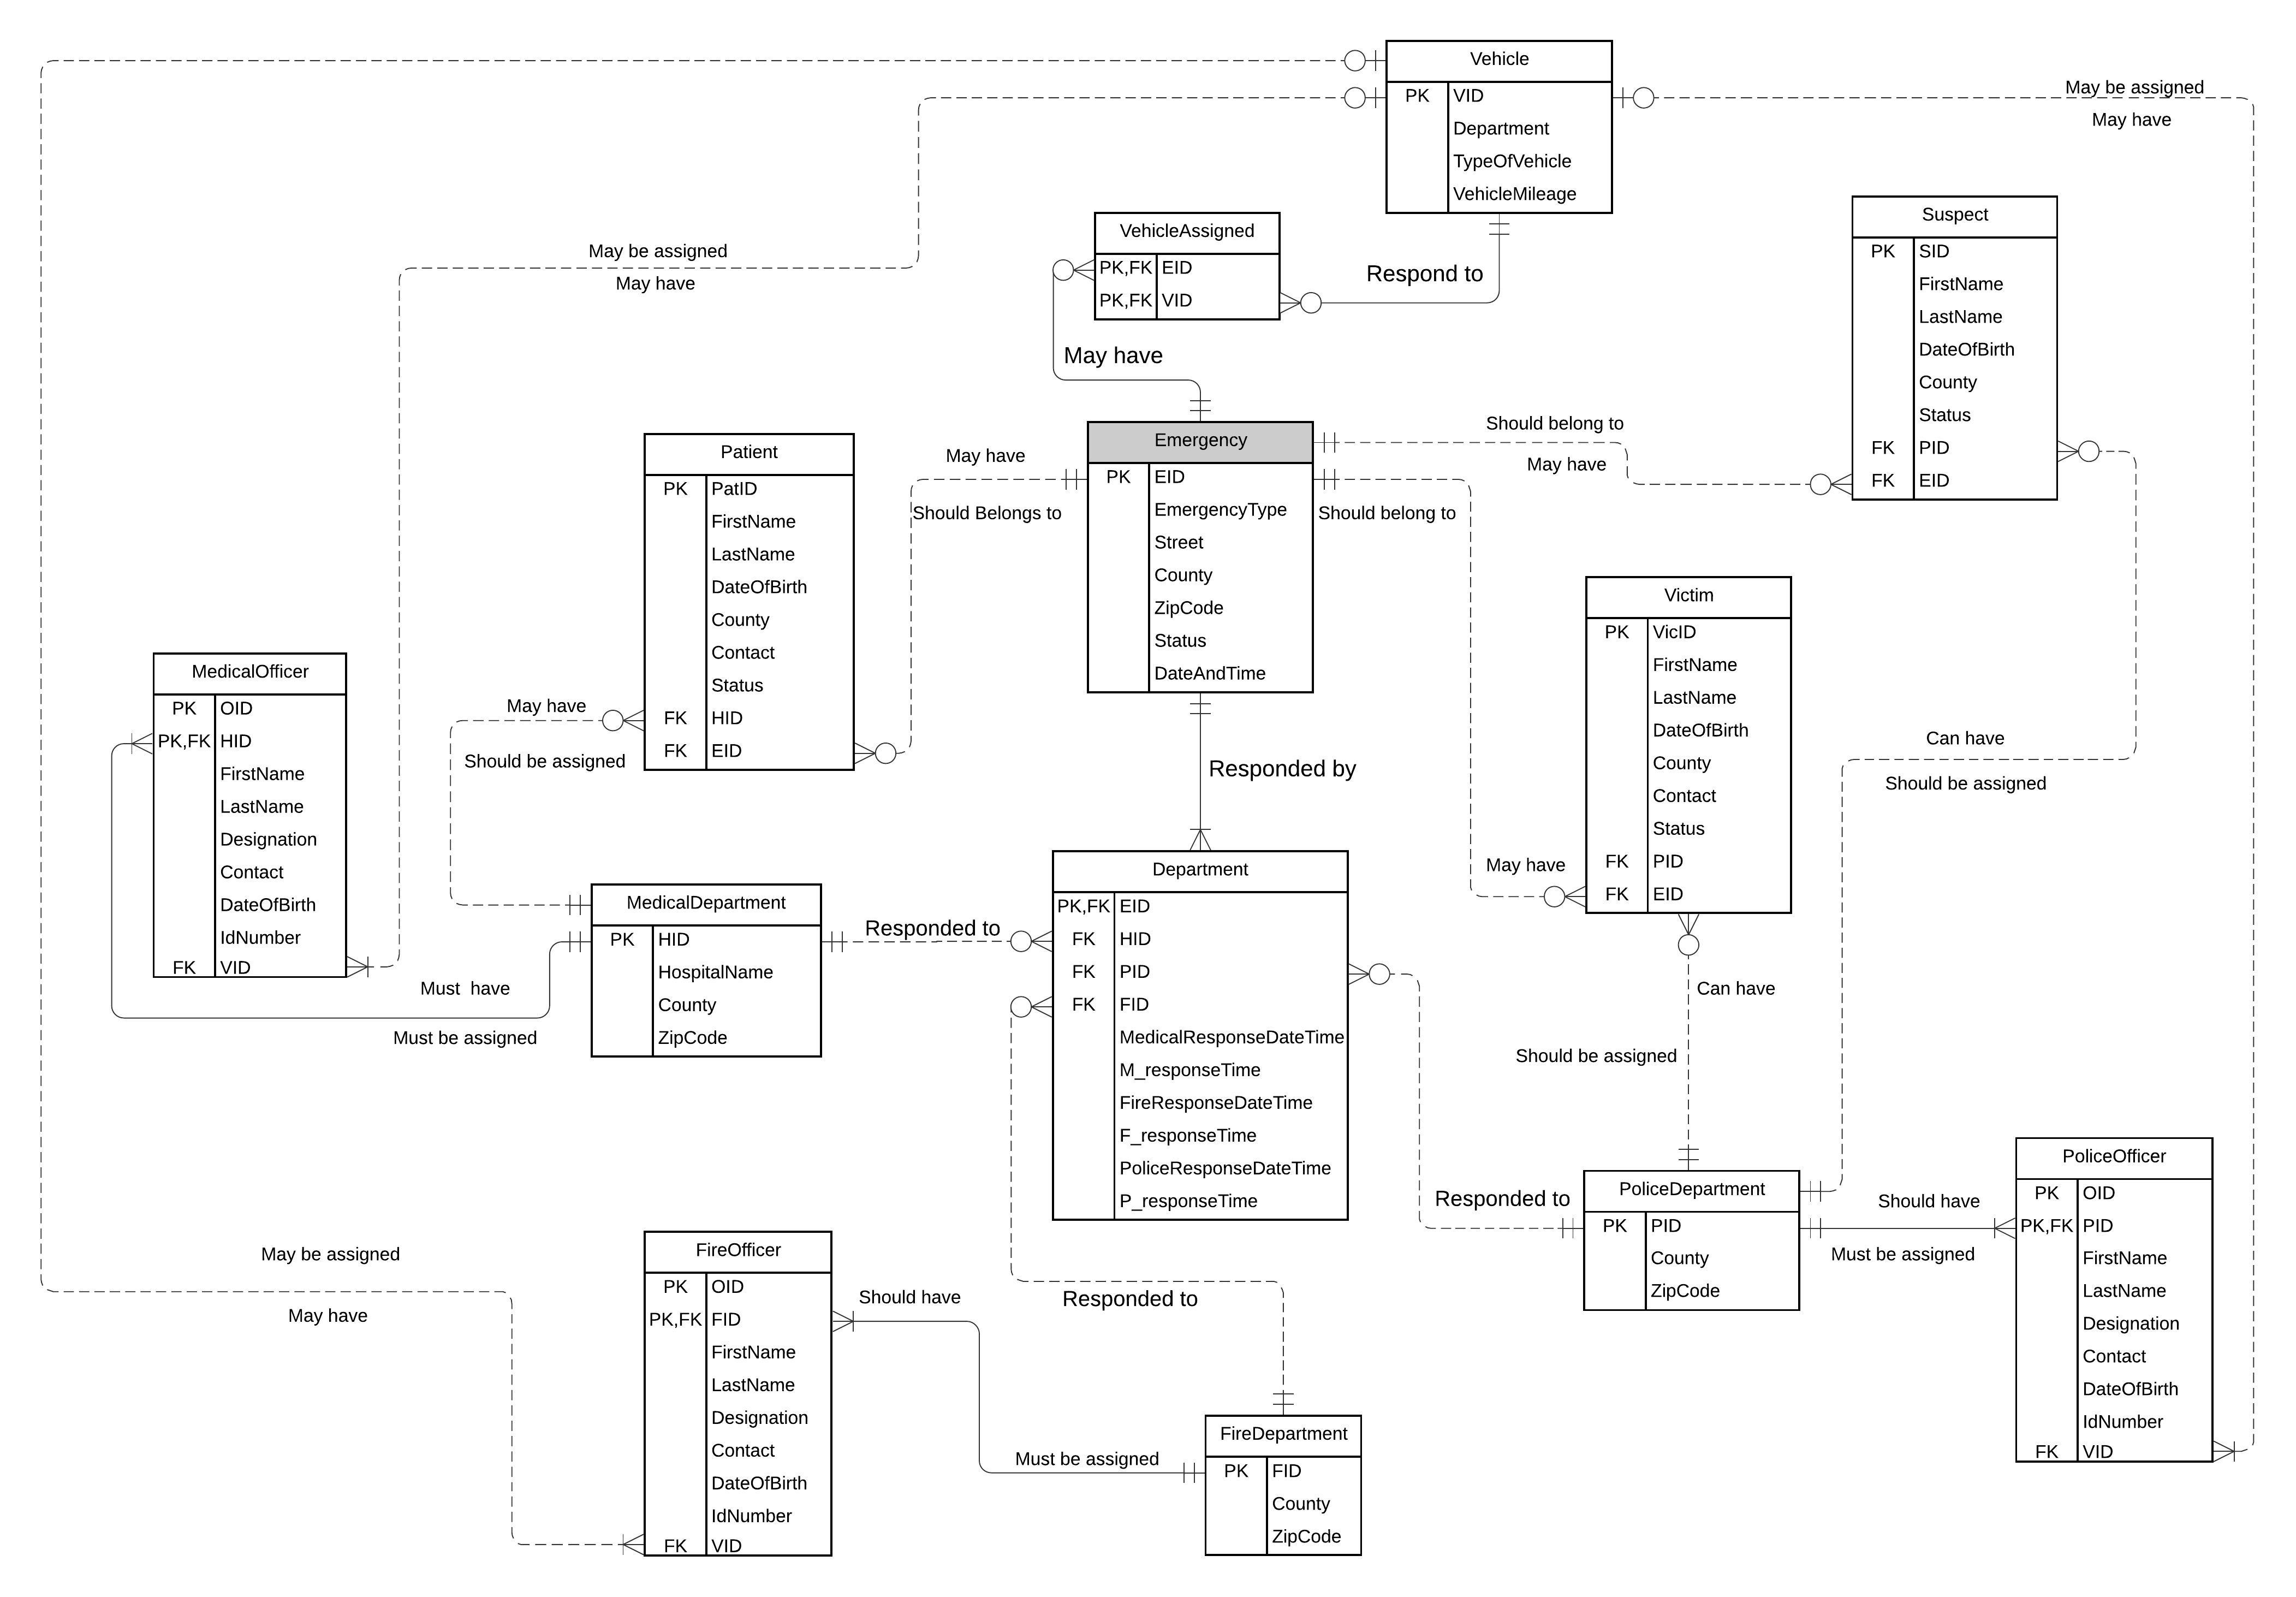 Vehicle
PK VID
Department
TypeOfVehicle
VehicleMileage
May be assigned
May have
Suspect
PK SID
FirstName
LastName
DateOfBirth
County
Status
FK PID
FK EID
VehicleAssigned
PK,FK EID
PK,FK VID
Respond to
May be assigned
May have
May have
Emergency
PK EID
EmergencyType
Street
County
ZipCode
Status
DateAndTime
Should belong to
May have
May have
Should Belongs to
Should belong to
Patient
PK PatID
FirstName
LastName
DateOfBirth
County
Contact
Status
FK HID
FK EID
Victim
PK VicID
FirstName
LastName
DateOfBirth
County
Contact
Status
FK PID
FK EID
MedicalOfficer
PK OID
PK,FK HID
FirstName
LastName
Designation
Contact
DateOfBirth
IdNumber
FK VID
May have
Should be assigned
Responded by
Can have
Should be assigned
May have
MedicalDepartment
PK HID
HospitalName
County
ZipCode
Responded to
Must have
Must be assigned
Department
PK,FK EID
FK HID
FK PID
FK FID
MedicalResponseDateTime
M_responseTime
FireResponseDateTime
F_responseTime
PoliceResponseDateTime
P_responseTime
Can have
Should be assigned
Responded to
PoliceDepartment
PK PID
County
ZipCode
Should have
Must be assigned
PoliceOfficer
PK OID
PK,FK PID
FirstName
LastName
Designation
Contact
DateOfBirth
IdNumber
FK VID
May be assigned
May have
FireOfficer
PK OID
PK,FK FID
FirstName
LastName
Designation
Contact
DateOfBirth
IdNumber
FK VID
Should have
Responded to
Must be assigned
FireDepartment
PK FID
County
ZipCode